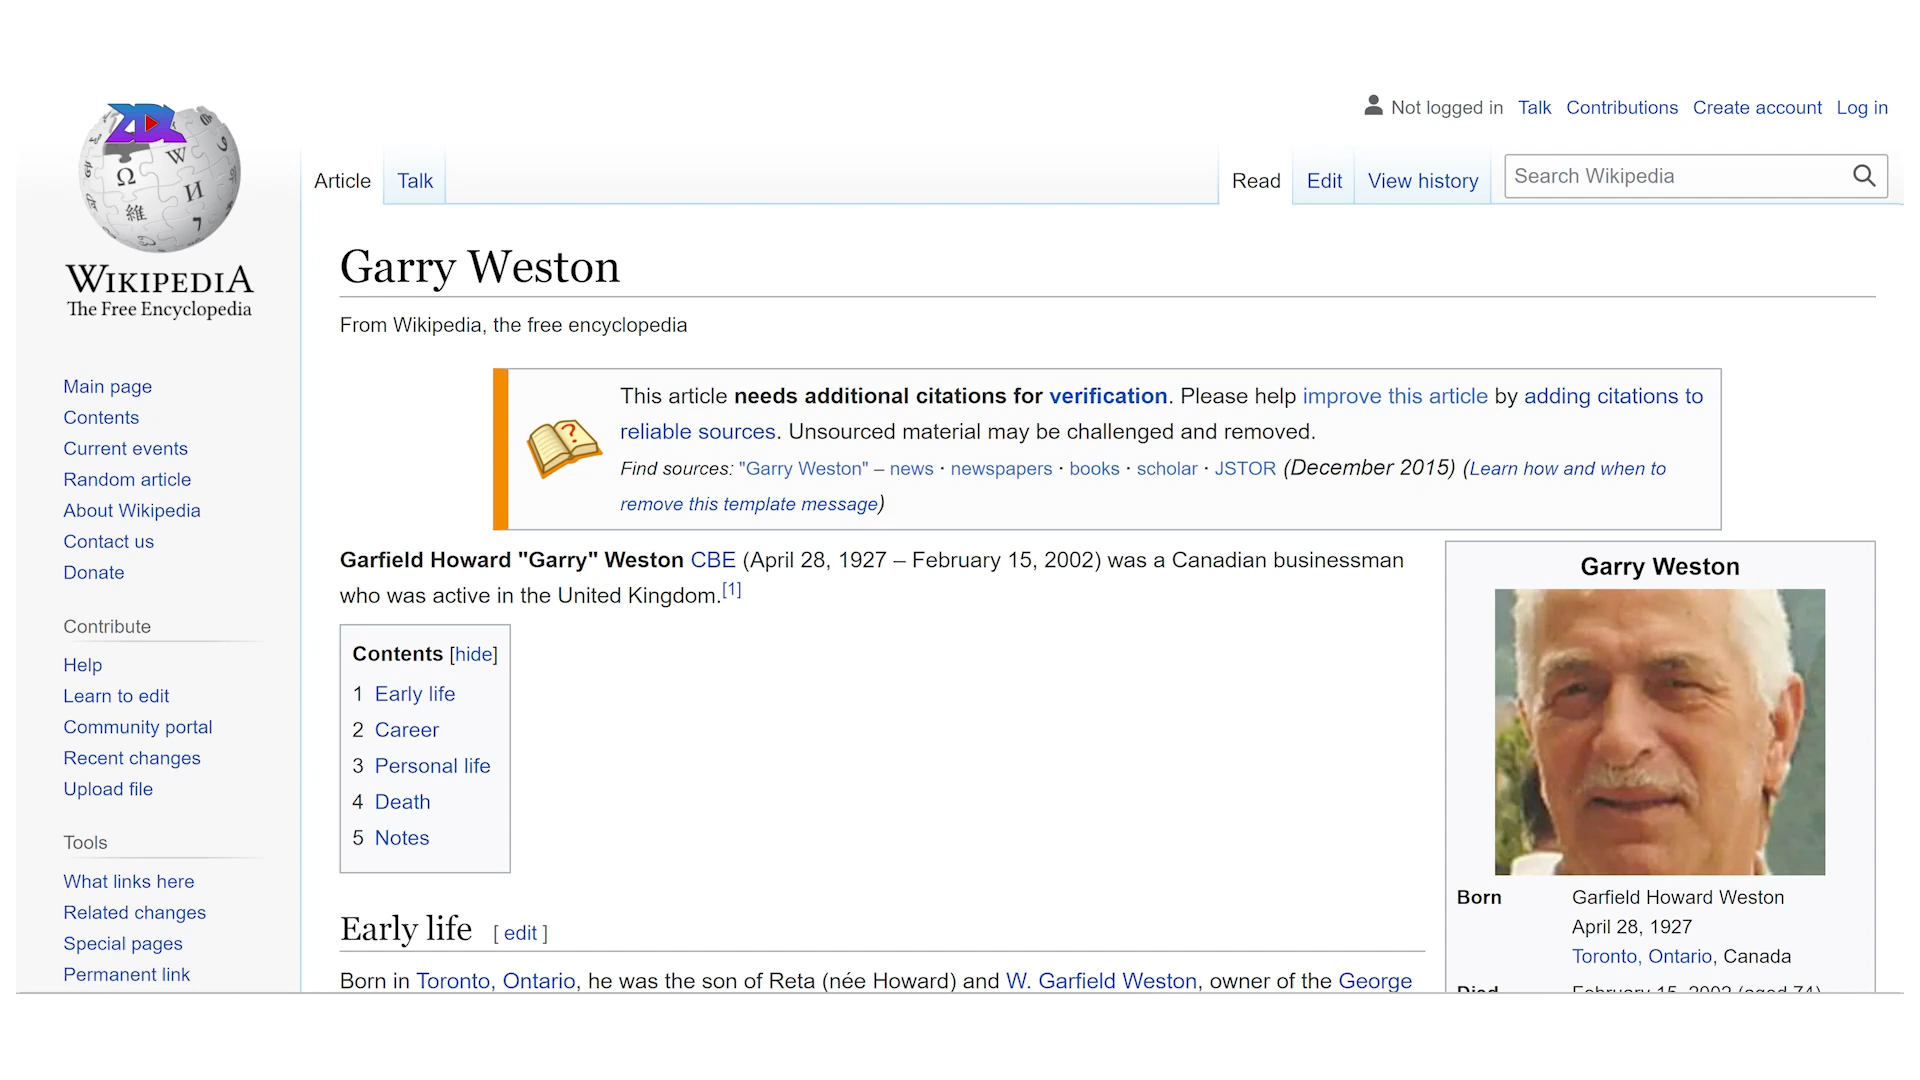 Not logged in Talk Contributions Create account Log in
Article Talk Read Edit View history Search Wikipedia
WIKIPEDIA
The Free Encyclopedia
Main page
Contents
Current events
Random article
About Wikipedia
Contact us
Donate
Contribute
Help
Learn to edit
Community portal
Recent changes
Upload file
Tools
What links here
Related changes
Special pages
Permanent link
Garry Weston
From Wikipedia, the free encyclopedia
This article needs additional citations for verification. Please help improve this article by adding citations to
reliable sources. Unsourced material may be challenged and removed.
Find sources: "Garry Weston" – news · newspapers · books · scholar · JSTOR (December 2015) (Learn how and when to
remove this template message)
Garfield Howard "Garry" Weston CBE (April 28, 1927 – February 15, 2002) was a Canadian businessman
who was active in the United Kingdom.[1]
Contents [hide]
1 Early life
2 Career
3 Personal life
4 Death
5 Notes
Early life [ edit ]
Born in Toronto, Ontario, he was the son of Reta (née Howard) and W. Garfield Weston, owner of the George
Garry Weston
Born Garfield Howard Weston
April 28, 1927
Toronto, Ontario, Canada
Died February 15, 2002 (aged 74)